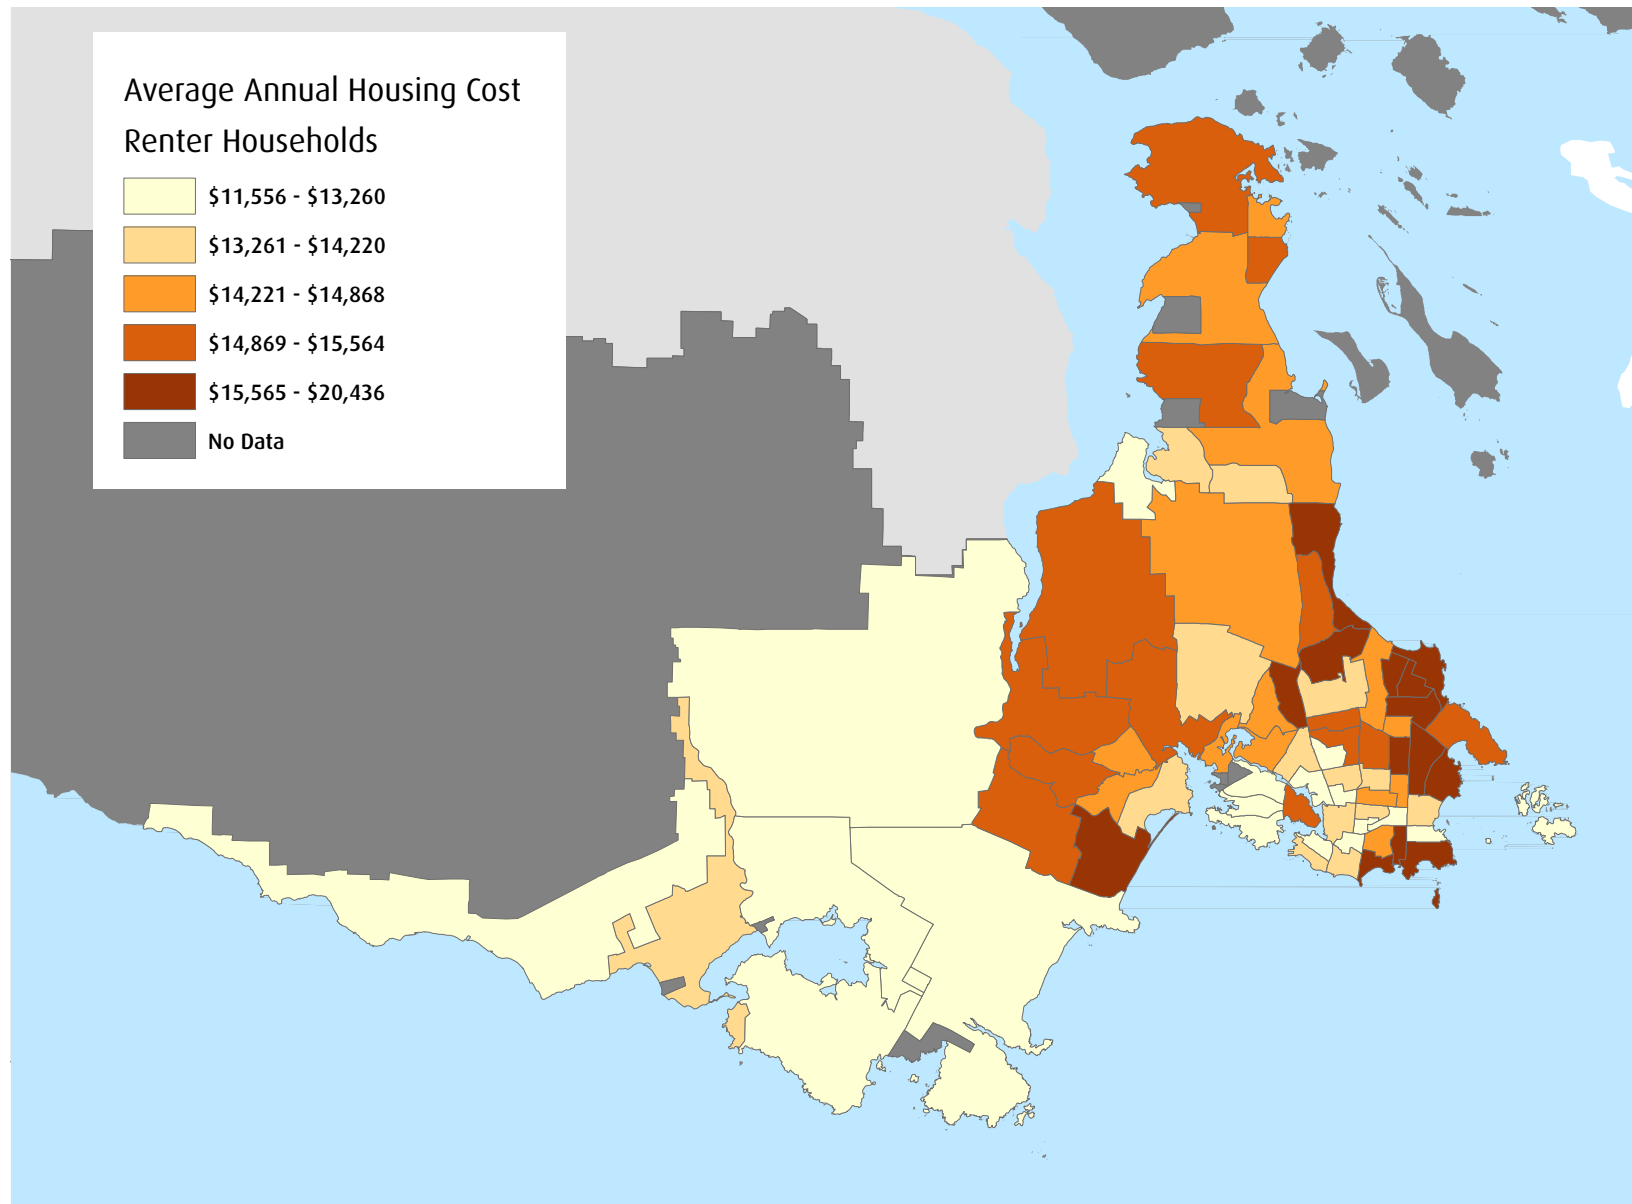 Average Annual Housing Cost
Renter Households
$11,556 - $13,260
$13,261 - $14,220
$14,221 - $14,868
$14,869 - $15,564
$15,565 - $20,436
No Data